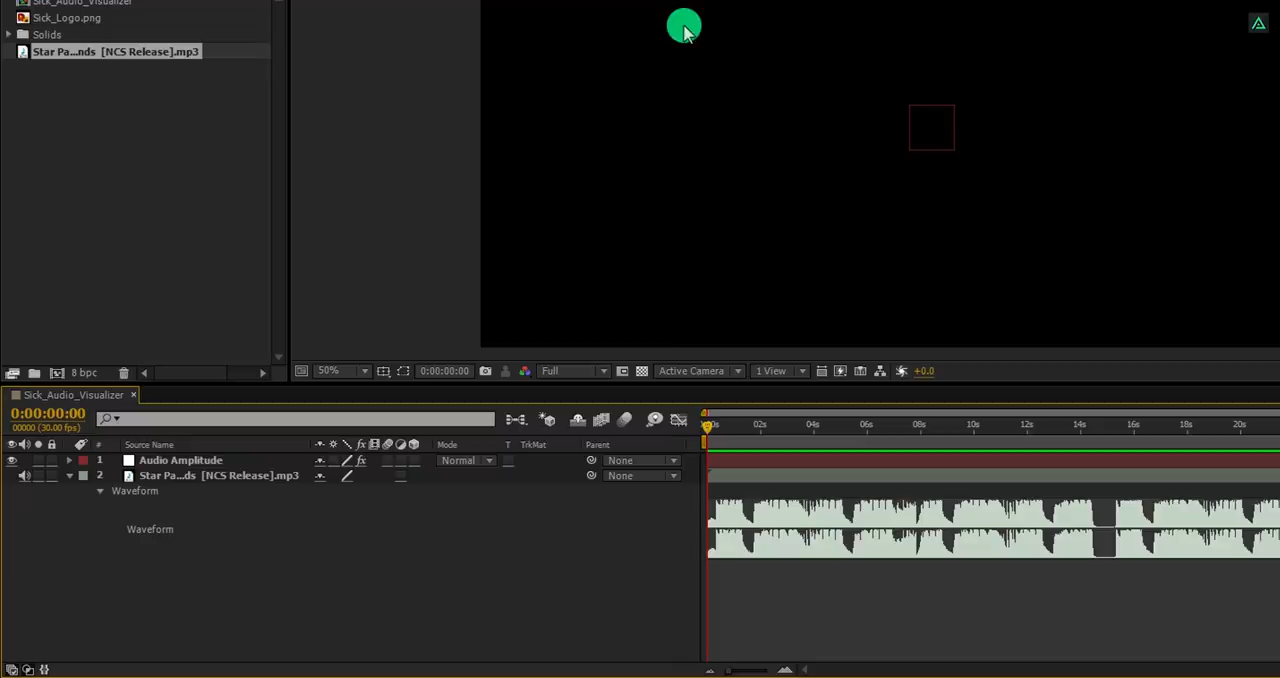 Sick_Audio_Visualizer
Sick_Logo.png
Solids
Star Pa...nds [NCS Release].mp3
8 bpc
50%
0:00:00:00
Full
Active Camera
1 View
+0.0
Sick_Audio_Visualizer ×
0:00:00:00
00000 (30.00 fps)
02s 04s 06s 08s 10s 12s 14s 16s 18s 20s
# Source Name Mode T TrkMat Parent
1 Audio Amplitude Normal None
2 Star Pa...ds [NCS Release].mp3 None
Waveform
Waveform